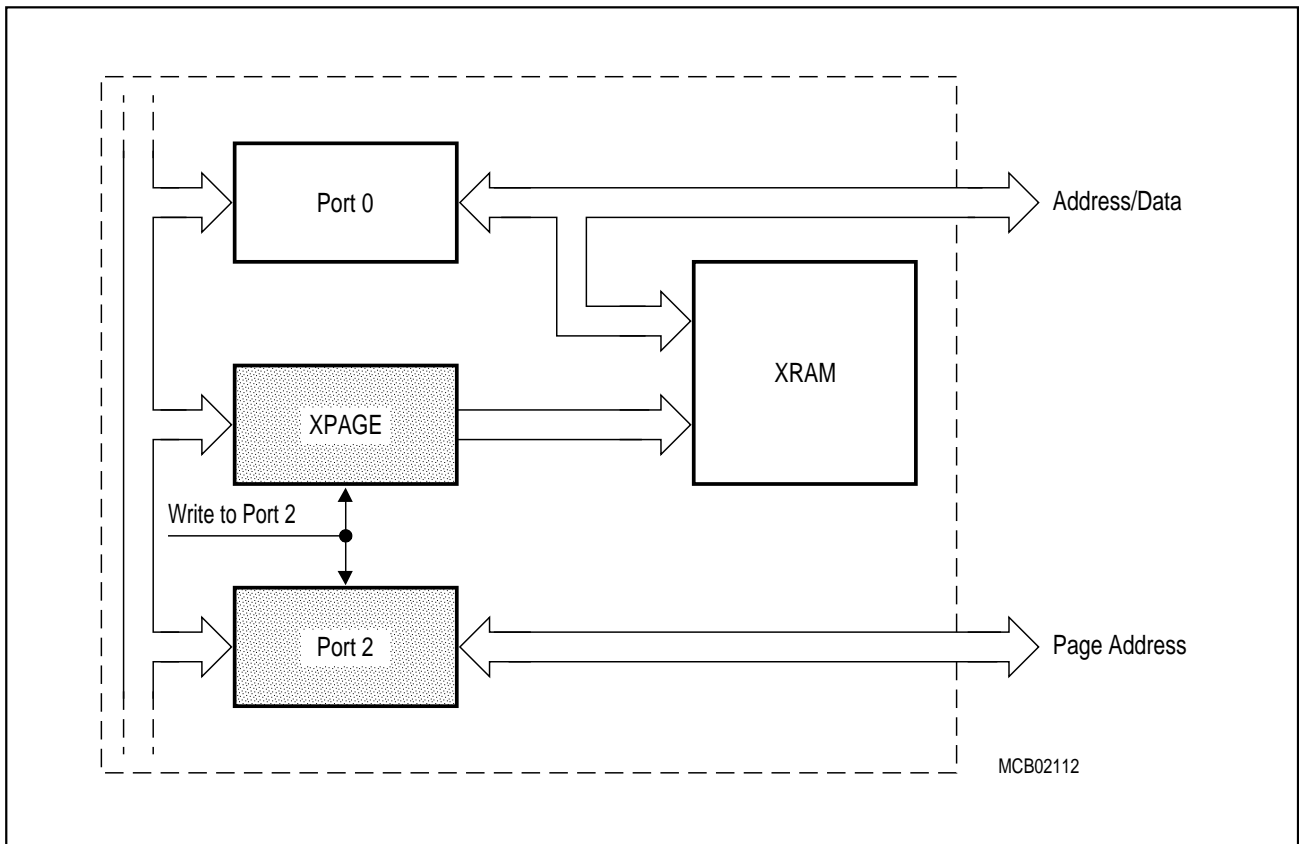 Port 0
Address/Data
XRAM
XPAGE
Write to Port 2
Port 2
Page Address
MCB02112